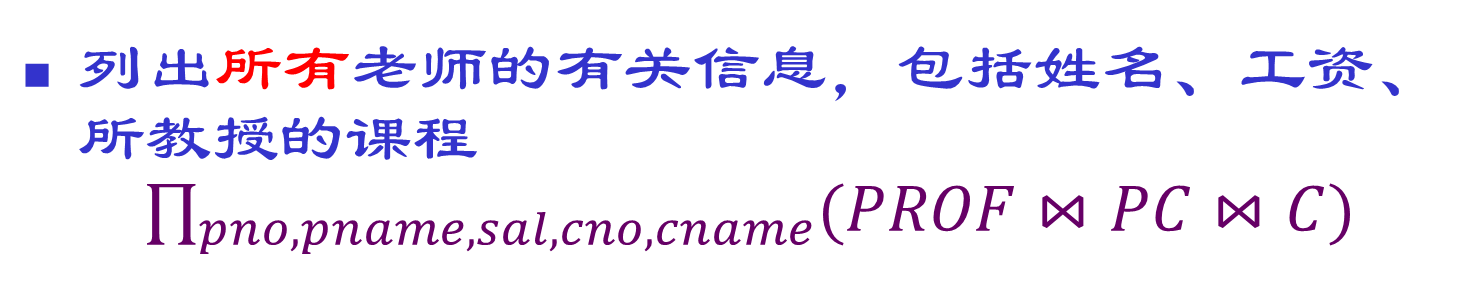 ■ 列出所有老师的有关信息，包括姓名、工资、
所教授的课程
∏pno,pname,sal,cno,cname(PROF ⋈ PC ⋈ C)